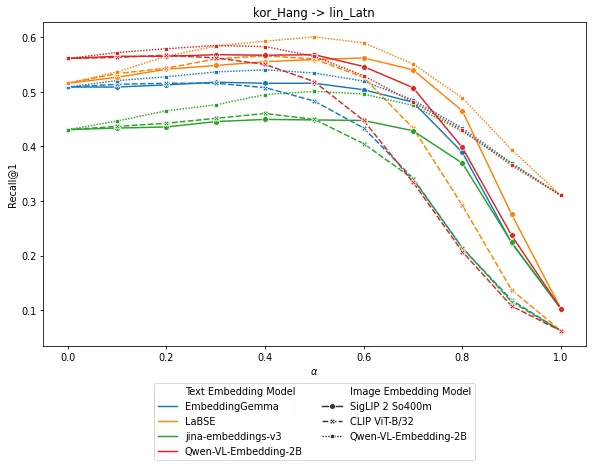 kor_Hang -> lin_Latn
0.6
0.5
0.4
0.3
0.2
0.1
Recall@1
0.0 0.2 0.4 0.6 0.8 1.0
α
Text Embedding Model Image Embedding Model
EmbeddingGemma SigLIP 2 So400m
LaBSE CLIP ViT-B/32
jina-embeddings-v3 Qwen-VL-Embedding-2B
Qwen-VL-Embedding-2B